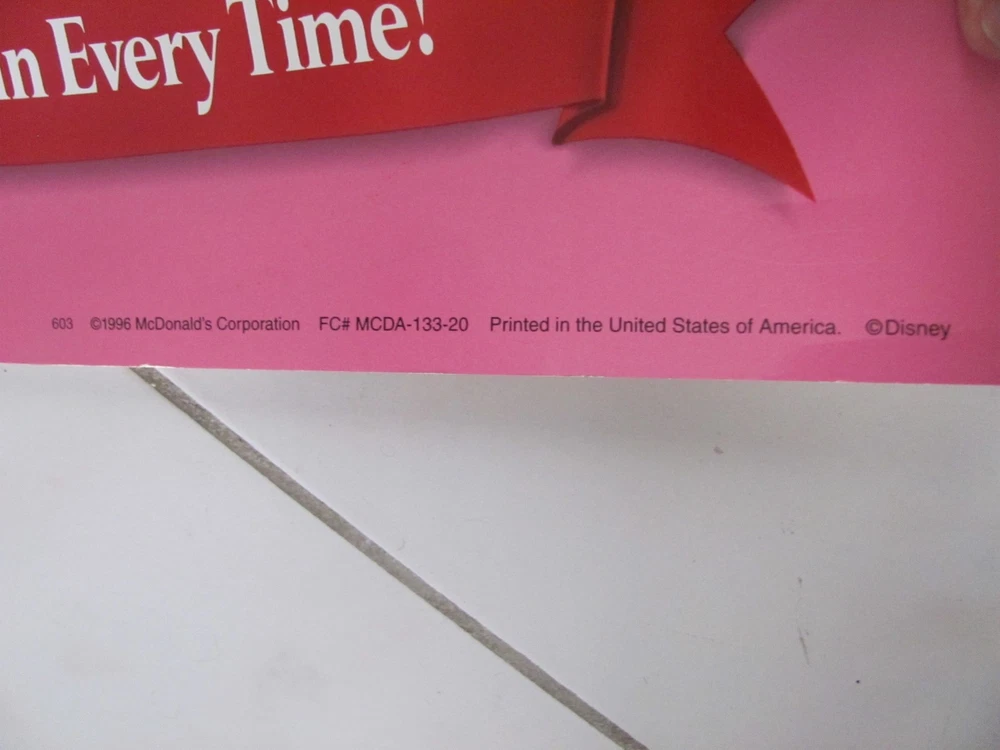 Every Time!
603 ©1996 McDonald's Corporation FC# MCDA-133-20 Printed in the United States of America. ©Disney